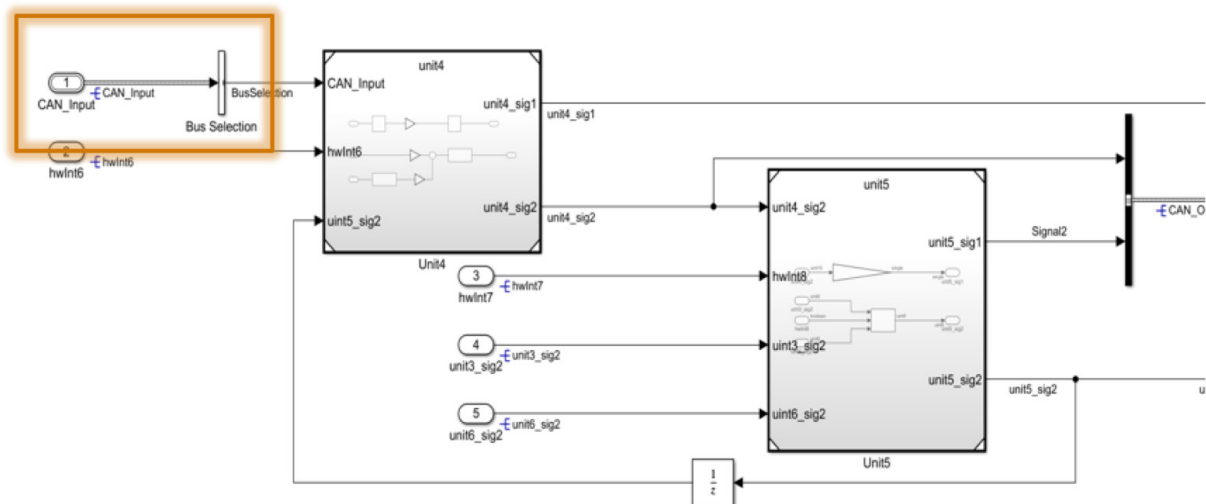 1
CAN_Input
CAN_Input
BusSelection
Bus Selection
2
hwInt6
hwInt6
unit4
CAN_Input
hwInt6
uint5_sig2
unit4_sig1
unit4_sig2
Unit4
unit4_sig1
unit4_sig2
3
hwInt7
hwInt7
4
unit3_sig2
unit3_sig2
5
unit6_sig2
unit6_sig2
unit5
unit4_sig2
hwInt8
uint3_sig2
uint6_sig2
unit5_sig1
unit5_sig2
Unit5
Signal2
unit5_sig2
CAN_O
u
1
z